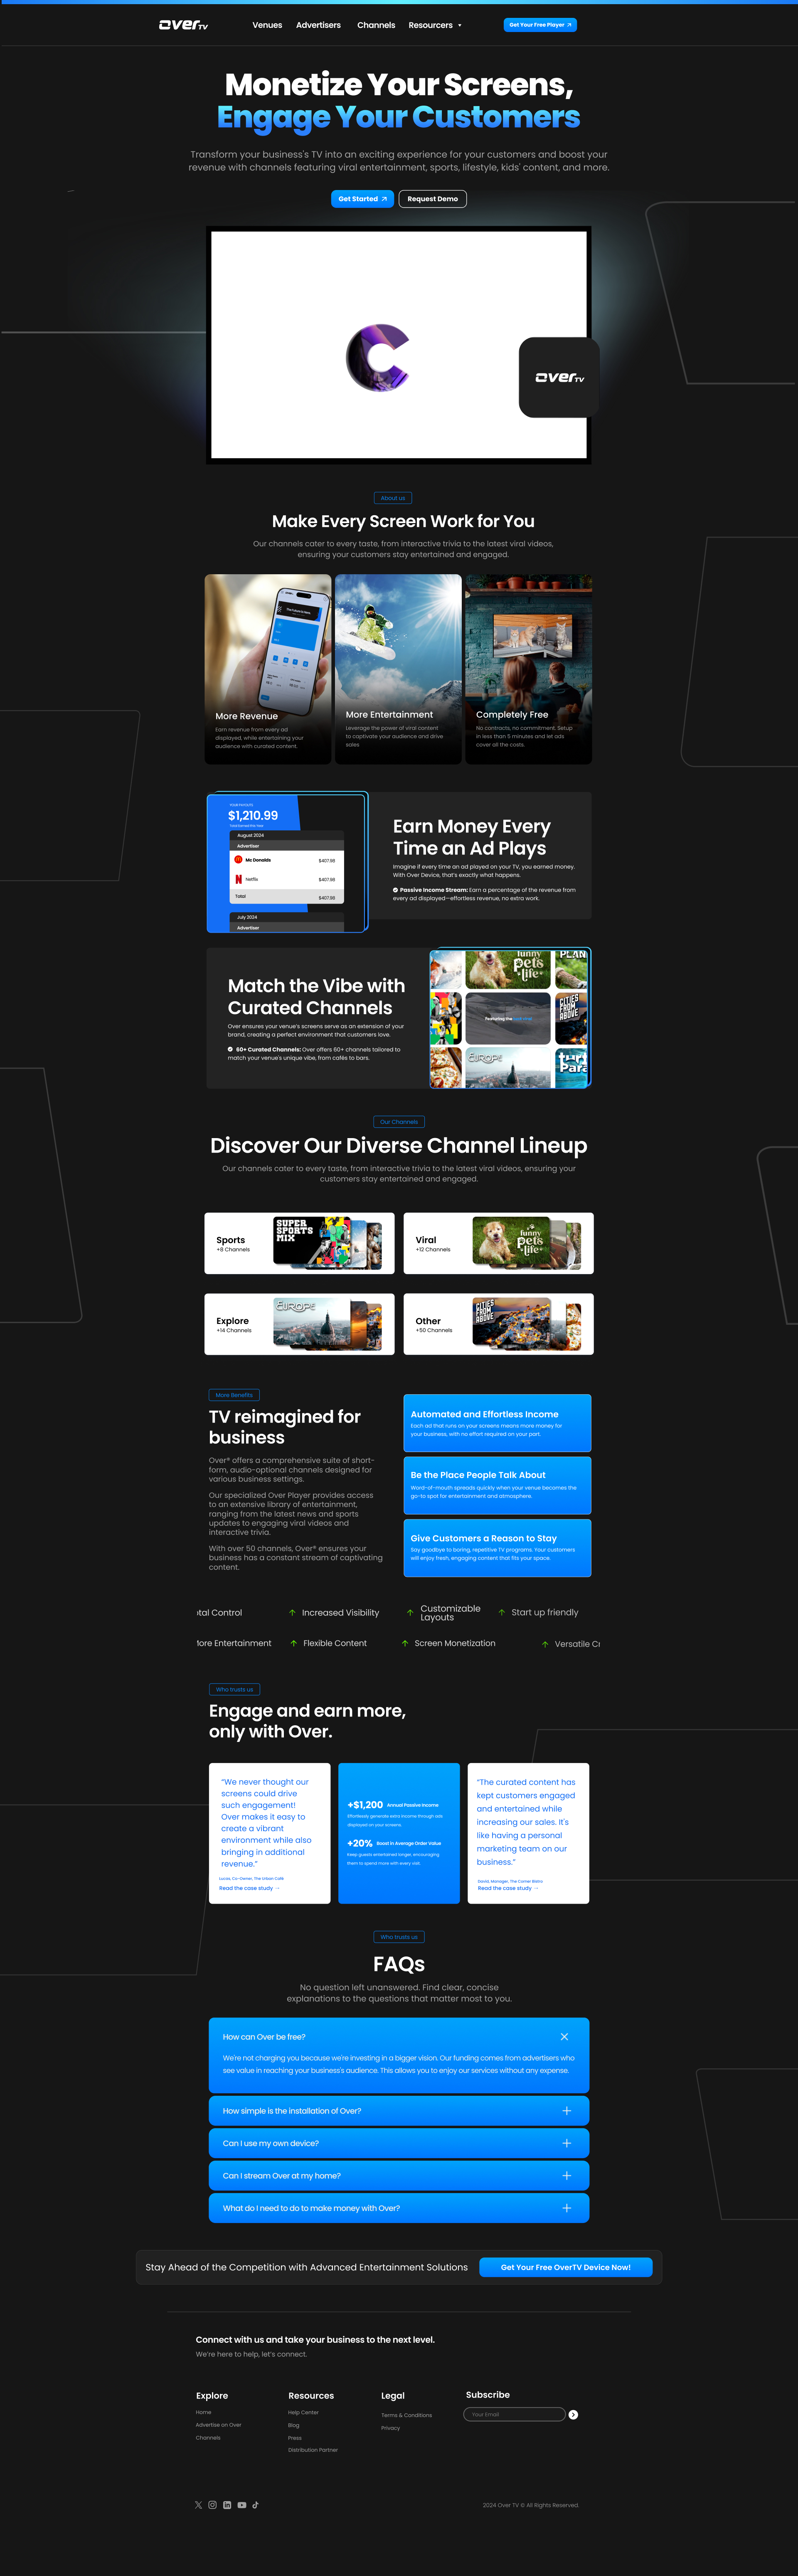 Over TV
Venues
Advertisers
Channels
Resourcers
Get Your Free Player
Monetize Your Screens,
Engage Your Customers
Transform your business's TV into an exciting experience for your customers and boost your
revenue with channels featuring viral entertainment, sports, lifestyle, kids' content, and more.
Get Started
Request Demo
Over TV
About us
Make Every Screen Work for You
Our channels cater to every taste, from interactive trivia to the latest viral videos,
ensuring your customers stay entertained and engaged.
More Revenue
Earn revenue from every ad
displayed, while entertaining your
audience with curated content.
More Entertainment
Leverage the power of viral content
to captivate your audience and drive
sales
Completely Free
No contracts, no commitment. Setup
in less than 5 minutes and let ads
cover all the costs.
$1,210.99
August 2024
Advertiser
Mc Donalds
$407.98
Netflix
$407.98
Total
$407.98
July 2024
Advertiser
Earn Money Every
Time an Ad Plays
Imagine if every time an ad played on your TV, you earned money.
With Over Device, that's exactly what happens.
Passive Income Stream: Earn a percentage of the revenue from
every ad displayed—effortless revenue, no extra work.
Match the Vibe with
Curated Channels
Over ensures your venue's screens serve as an extension of your
brand, creating a perfect environment that customers love.
60+ Curated Channels: Over offers 60+ channels tailored to
match your venue's unique vibe, from cafés to bars.
funny
pets
life
PLAN
Featuring the
CITIES
FROM
ABOVE
EUROPE
Para
Our Channels
Discover Our Diverse Channel Lineup
Our channels cater to every taste, from interactive trivia to the latest viral videos, ensuring your
customers stay entertained and engaged.
Sports
+8 Channels
SUPER
SPORTS
MIX
Viral
+12 Channels
funny
pets
life
Explore
+14 Channels
EUROPE
Other
+50 Channels
CITIES
FROM
ABOVE
More Benefits
TV reimagined for
business
Over® offers a comprehensive suite of short-
form, audio-optional channels designed for
various business settings.
Our specialized Over Player provides access
to an extensive library of entertainment,
ranging from the latest news and sports
updates to engaging viral videos and
interactive trivia.
With over 50 channels, Over® ensures your
business has a constant stream of captivating
content.
Automated and Effortless Income
Each ad that runs on your screens means more money for
your business, with no effort required on your part.
Be the Place People Talk About
Word-of-mouth spreads quickly when your venue becomes the
go-to spot for entertainment and atmosphere.
Give Customers a Reason to Stay
Say goodbye to boring, repetitive TV programs. Your customers
will enjoy fresh, engaging content that fits your space.
tal Control
Increased Visibility
Customizable
Layouts
Start up friendly
ore Entertainment
Flexible Content
Screen Monetization
Versatile Cr
Who trusts us
Engage and earn more,
only with Over.
"We never thought our
screens could drive
such engagement!
Over makes it easy to
create a vibrant
environment while also
bringing in additional
revenue."
Lucas, Co-Owner, The Urban Café
Read the case study →
+$1,200 Annual Passive Income
Effortlessly generate extra income through ads
displayed on your screens.
+20% Boost in Average Order Value
Keep guests entertained longer, encouraging
them to spend more with every visit.
"The curated content has
kept customers engaged
and entertained while
increasing our sales. It's
like having a personal
marketing team on our
business."
David, Manager, The Corner Bistro
Read the case study →
Who trusts us
FAQs
No question left unanswered. Find clear, concise
explanations to the questions that matter most to you.
How can Over be free?
We're not charging you because we're investing in a bigger vision. Our funding comes from advertisers who
see value in reaching your business's audience. This allows you to enjoy our services without any expense.
How simple is the installation of Over?
Can I use my own device?
Can I stream Over at my home?
What do I need to do to make money with Over?
Stay Ahead of the Competition with Advanced Entertainment Solutions
Get Your Free OverTV Device Now!
Connect with us and take your business to the next level.
We're here to help, let's connect.
Explore
Home
Advertise on Over
Channels
Resources
Help Center
Blog
Press
Distribution Partner
Legal
Terms & Conditions
Privacy
Subscribe
Your Email
2024 Over TV © All Rights Reserved.